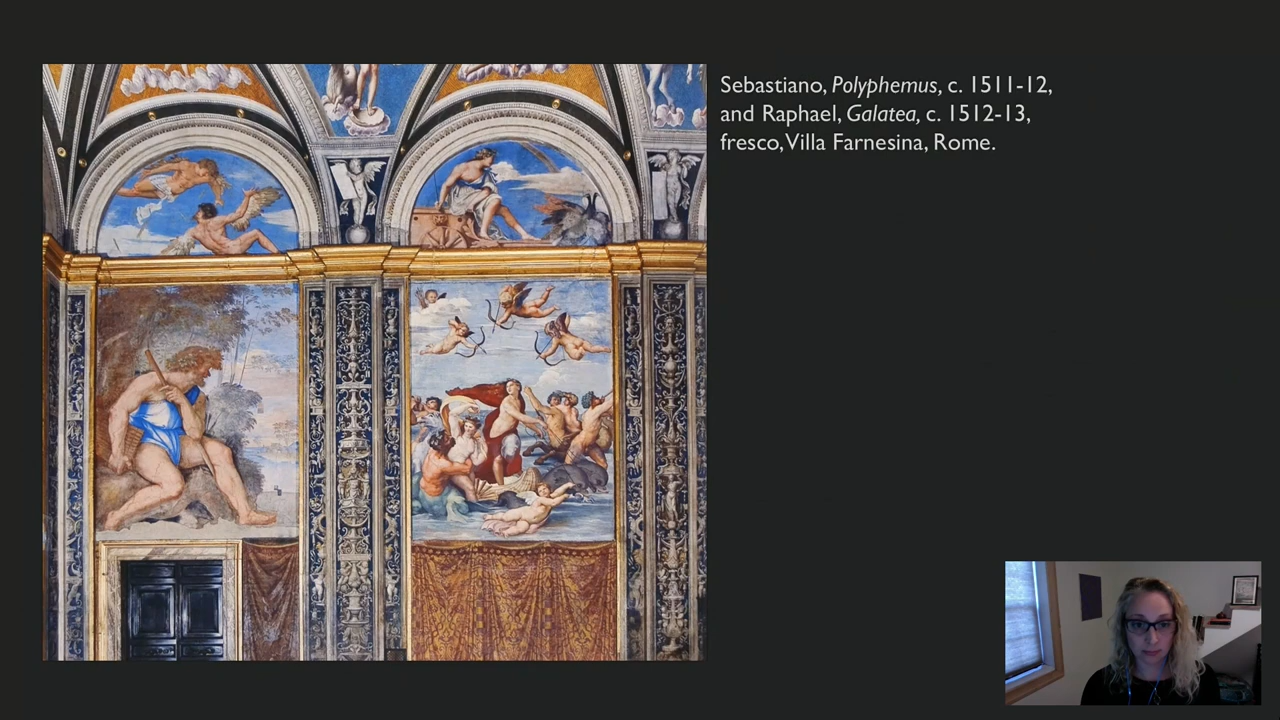 Sebastiano, Polyphemus, c. 1511-12,
and Raphael, Galatea, c. 1512-13,
fresco, Villa Farnesina, Rome.